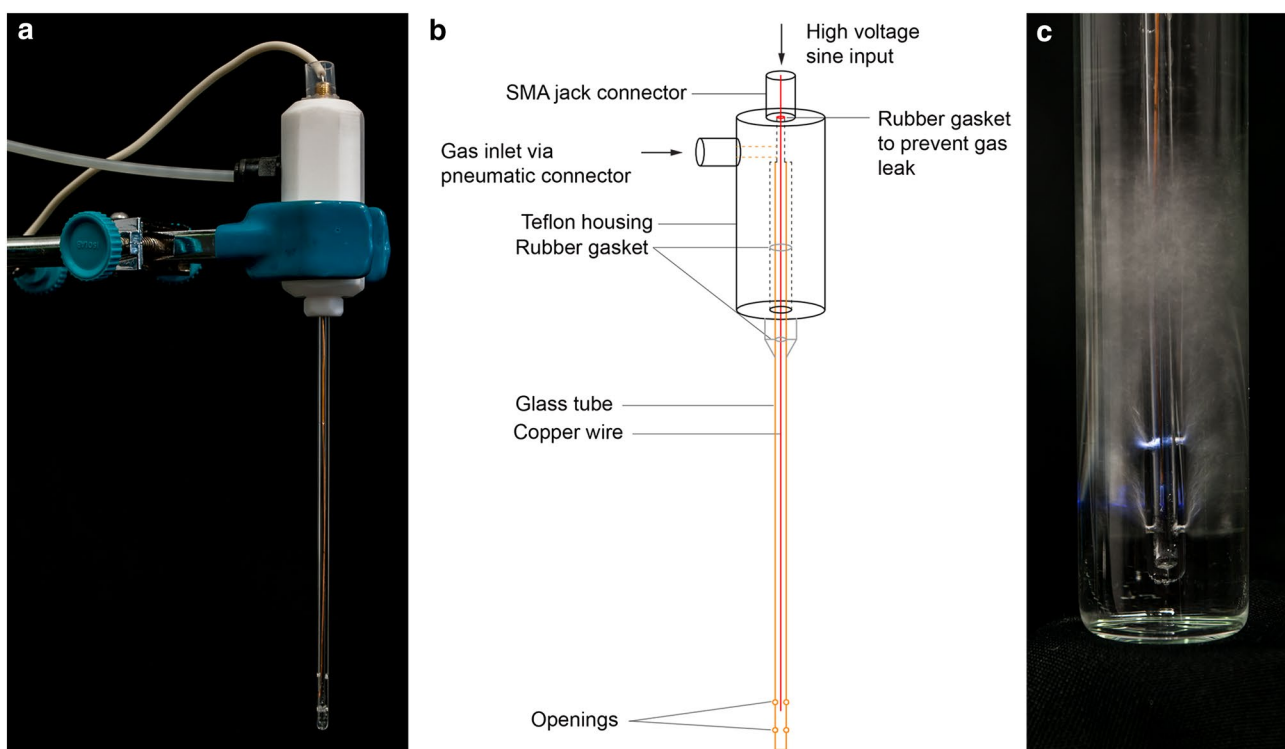 a
b
c
High voltage
sine input
SMA jack connector
Rubber gasket
to prevent gas
leak
Gas inlet via
pneumatic connector
Teflon housing
Rubber gasket
Glass tube
Copper wire
Openings